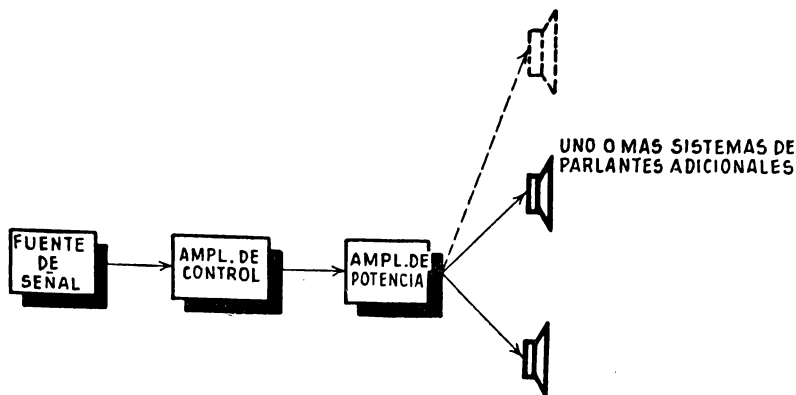 UNO O MAS SISTEMAS DE
PARLANTES ADICIONALES
FUENTE
DE
SEÑAL
AMPL. DE
CONTROL
AMPL. DE
POTENCIA